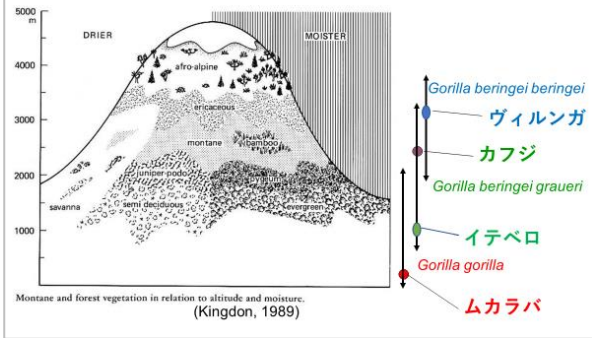 5000
m
DRIER
MOISTER
4000
afro-alpine
3000
ericaceous
montane
bamboo
2000
juniper-podo.
savanna
semi deciduous
evergreen
1000
Montane and forest vegetation in relation to altitude and moisture.
(Kingdon, 1989)
Gorilla beringei beringei
ヴィルンガ
カフジ
Gorilla beringei graueri
イテベロ
Gorilla gorilla
ムカラバ